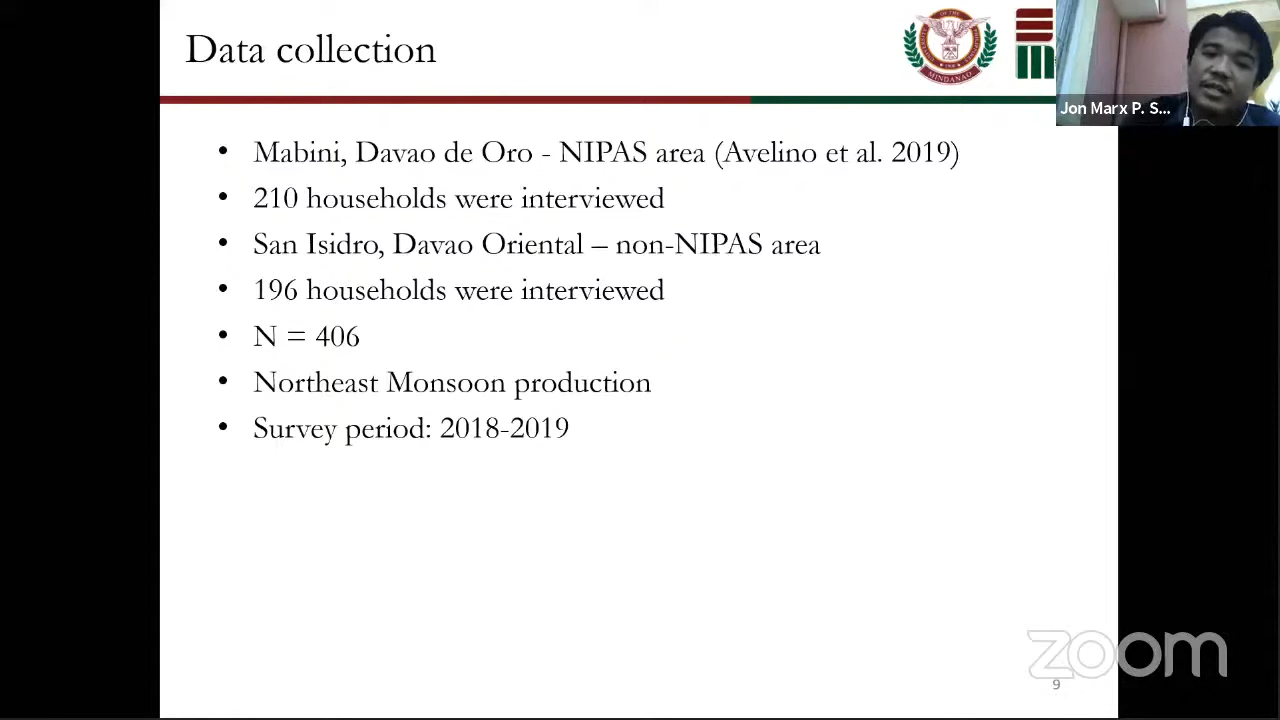 Data collection
MINDANAO
Jon Marx P. S...
• Mabini, Davao de Oro - NIPAS area (Avelino et al. 2019)
• 210 households were interviewed
• San Isidro, Davao Oriental – non-NIPAS area
• 196 households were interviewed
• N = 406
• Northeast Monsoon production
• Survey period: 2018-2019
zoom
9